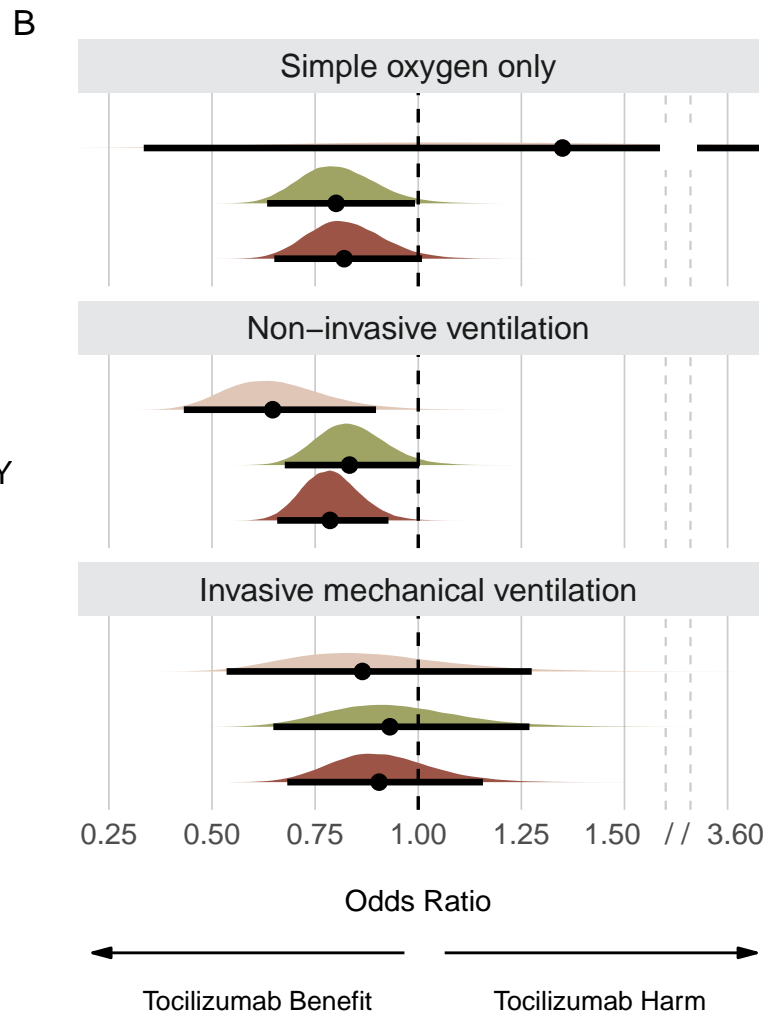 B
Simple oxygen only
Non−invasive ventilation
Y
Invasive mechanical ventilation
0.25 0.50 0.75 1.00 1.25 1.50 // 3.60
Odds Ratio
Tocilizumab Benefit Tocilizumab Harm